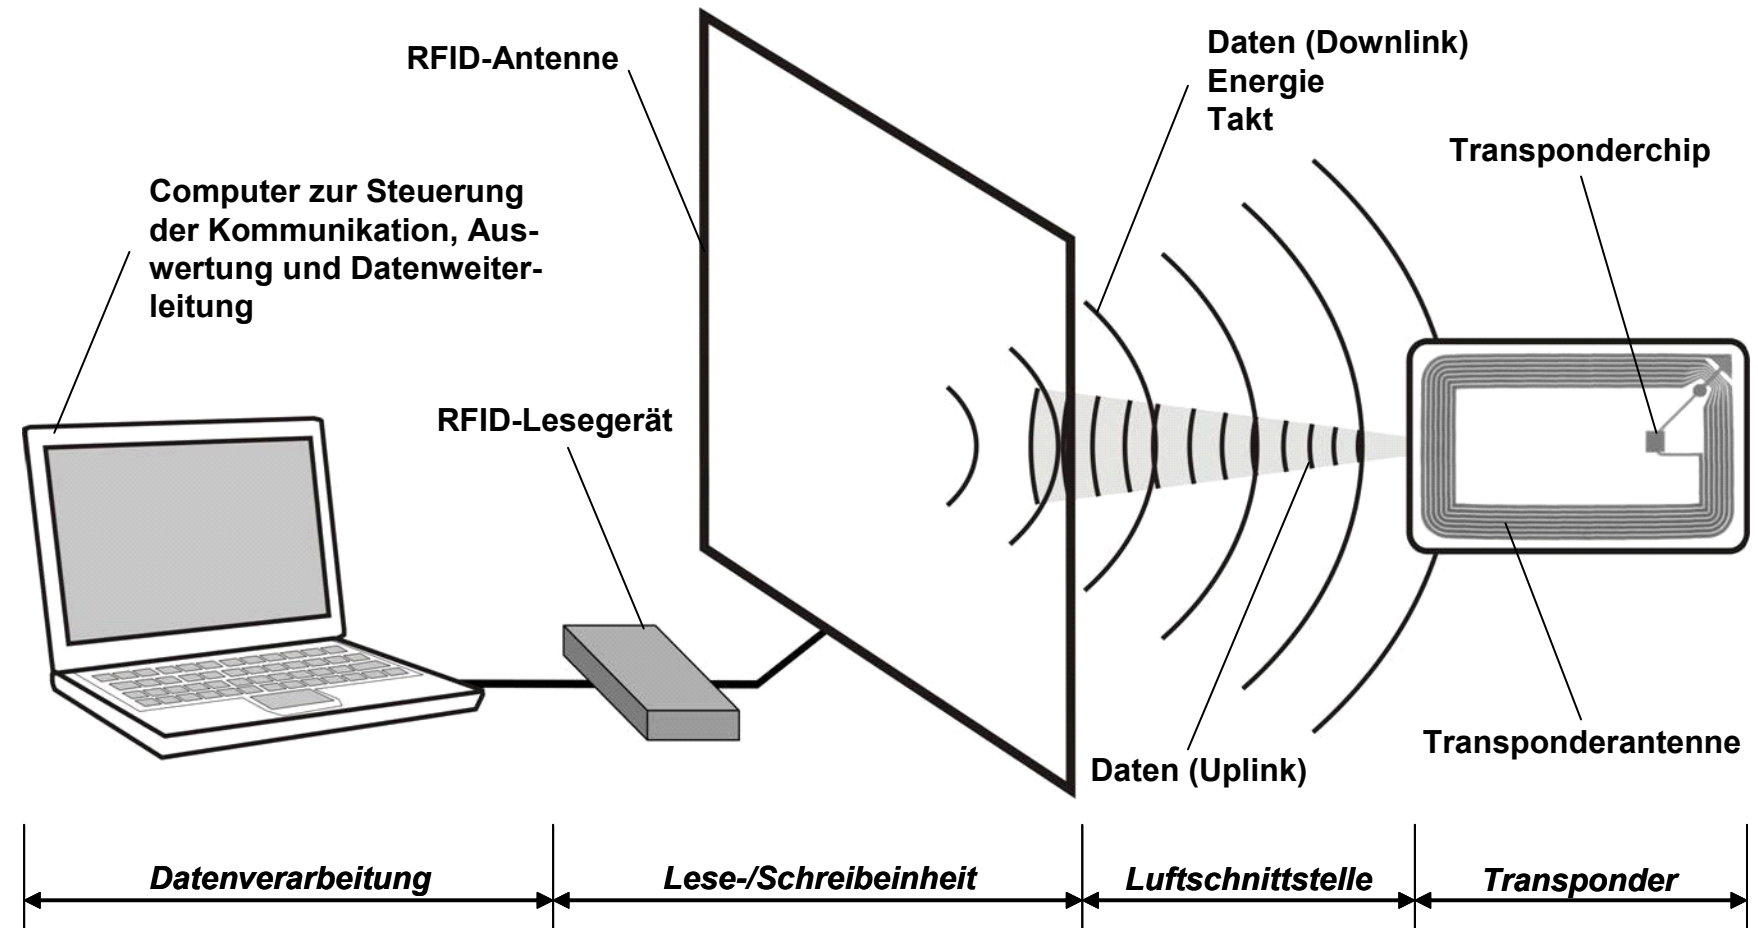 RFID-Antenne
Daten (Downlink)
Energie
Takt
Transponderchip
Computer zur Steuerung
der Kommunikation, Aus-
wertung und Datenweiter-
leitung
RFID-Lesegerät
Transponderantenne
Daten (Uplink)
Datenverarbeitung
Lese-/Schreibeinheit
Luftschnittstelle
Transponder